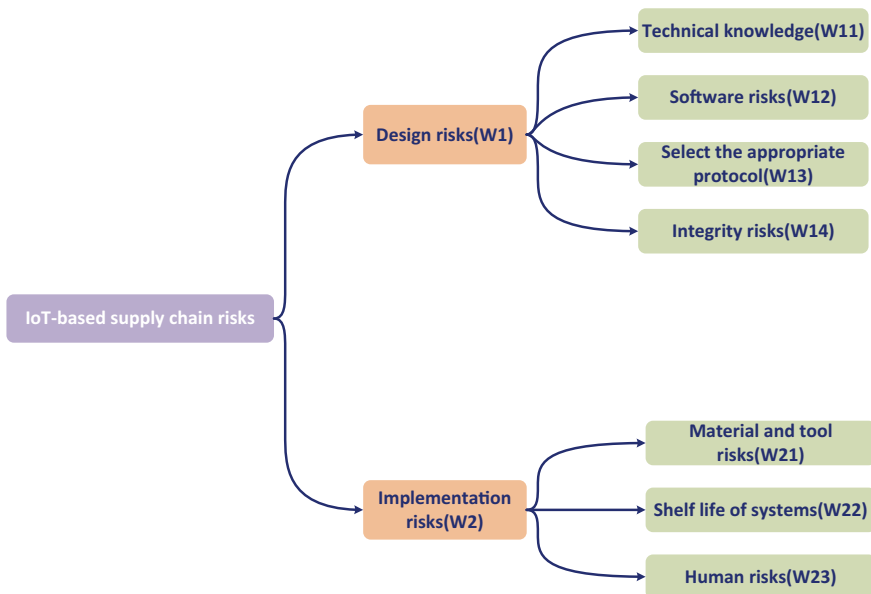 Technical knowledge(W11)
Software risks(W12)
Design risks(W1)
Select the appropriate
protocol(W13)
Integrity risks(W14)
IoT-based supply chain risks
Material and tool
risks(W21)
Implementation
risks(W2)
Shelf life of systems(W22)
Human risks(W23)